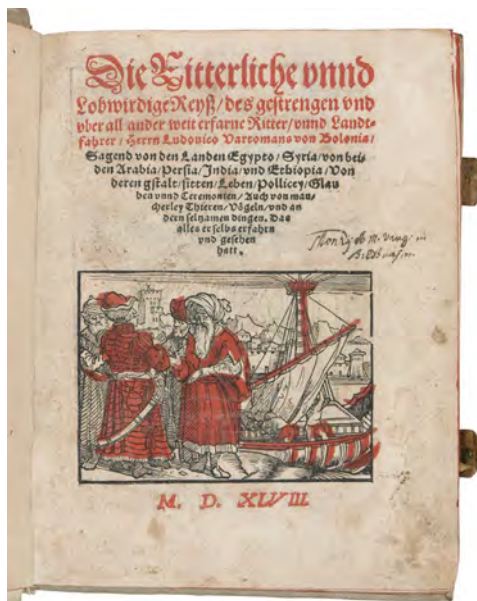 Die Ritterliche vnnd
Lobwirdige Reyß/des gestrengen vnd
vber all ander weit erfarne Ritter/vnnd Landt-
fahrer/Herrn Ludouico Vartomans von Bolonia/
Sagend von den Landen Egypto/Syria/von bei-
den Arabia/Persia/India/vnd Ethiopia/Von
deren gstalt/sitten/Leben/Pollicey/Glau
ben vnnd Ceremonien/Auch von man-
cherley Thieren/Vögeln/vnd an
dern seltzamen dingen. Das
alles er selbs erfahrn
vnd gesehen
hatt.
M. D. XLVIII